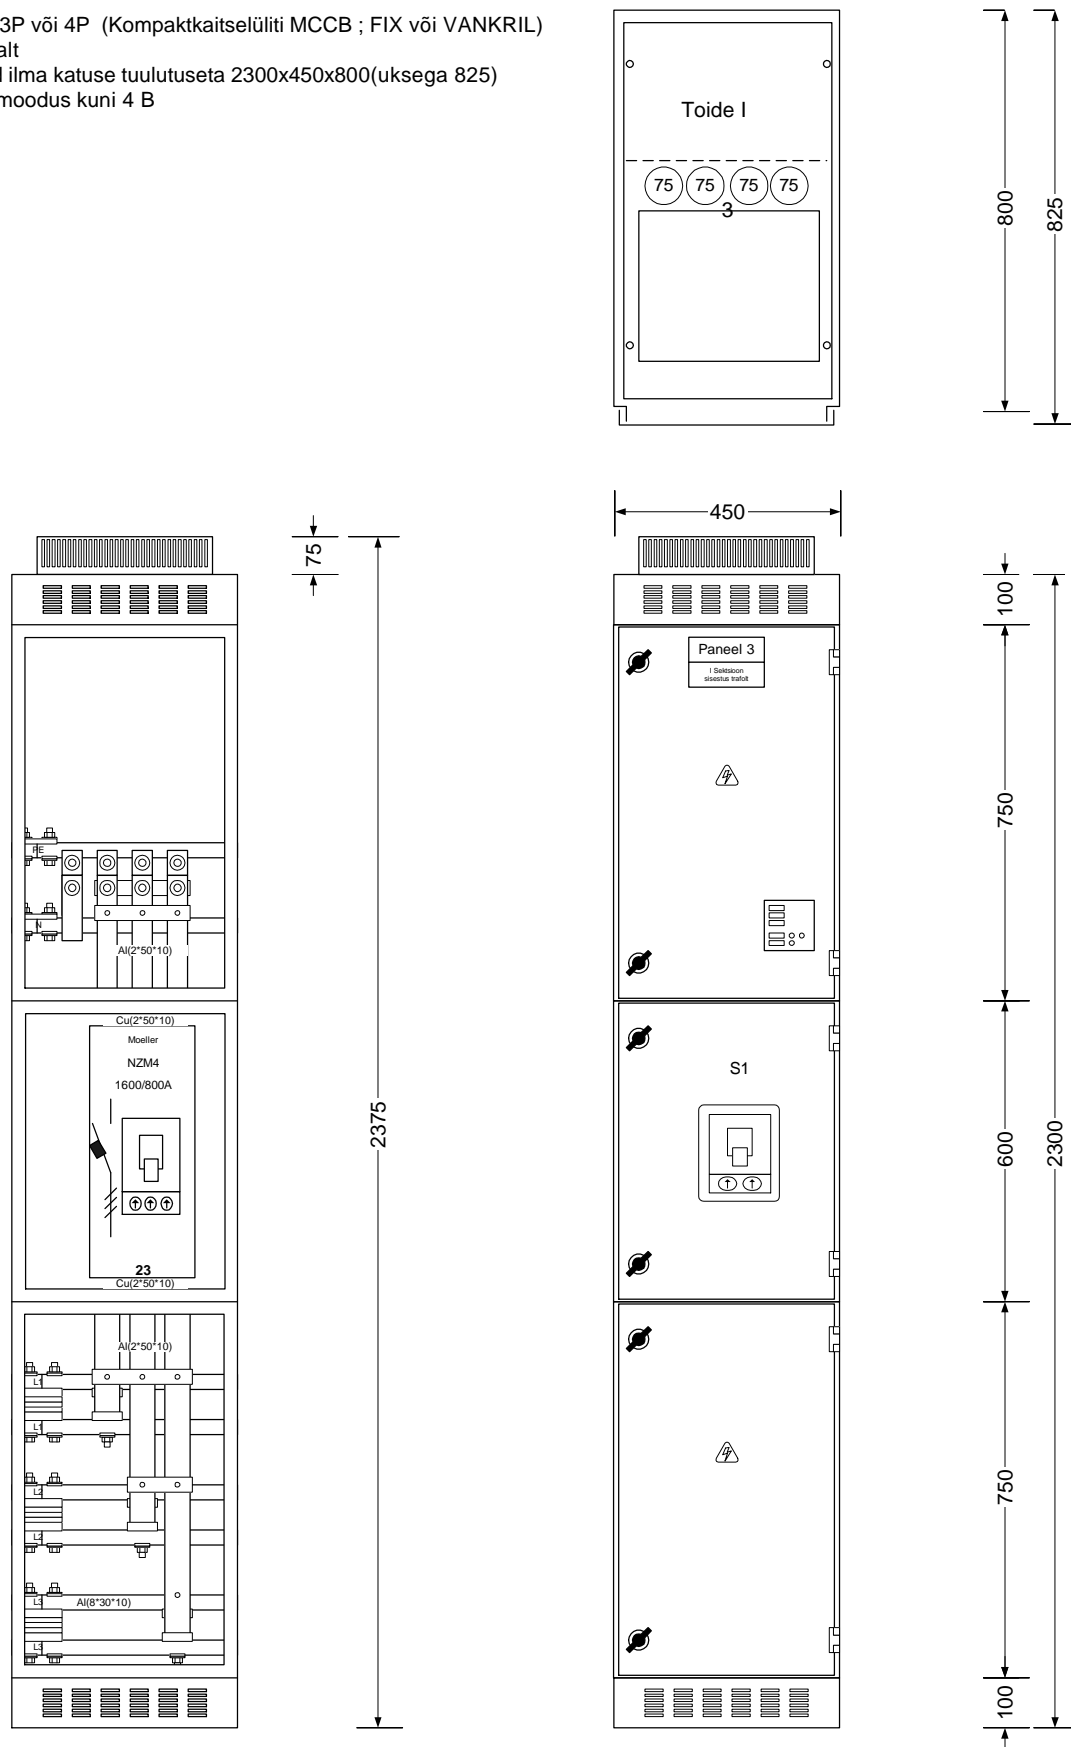 3P või 4P (Kompaktkaitselüliti MCCB ; FIX või VANKRIL)
alt
l ilma katuse tuulutuseta 2300x450x800(uksega 825)
moodus kuni 4 B
Toide I
75 75 75 75
3
800
825
450
75
100
Paneel 3
I Sektsioon
sisestus trafolt
750
PE
N
Al(2*50*10)
Cu(2*50*10)
Moeller
NZM4
1600/800A
S1
2375
600
2300
23
Cu(2*50*10)
Al(2*50*10)
L1
L1
L2
750
L2
L3
Al(8*30*10)
L3
100